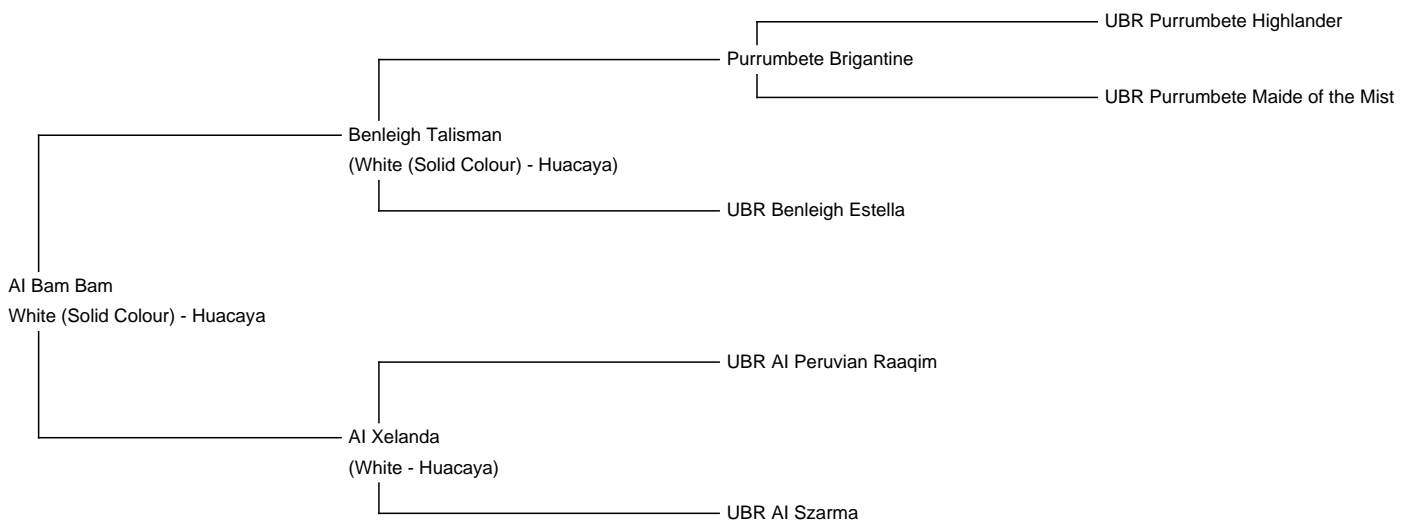 UBR Purrumbete Highlander
Purrumbete Brigantine
UBR Purrumbete Maide of the Mist
Benleigh Talisman
(White (Solid Colour) - Huacaya)
UBR Benleigh Estella
AI Bam Bam
White (Solid Colour) - Huacaya
UBR AI Peruvian Raaqim
AI Xelanda
(White - Huacaya)
UBR AI Szarma